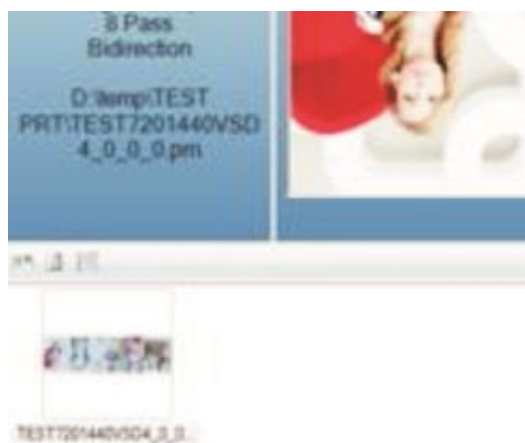 8 Pass
Bidirection
D:\temp\TEST
PRT\TEST7201440VSD
4_0_0_0.prn
TEST7201440VSD4_0_0...